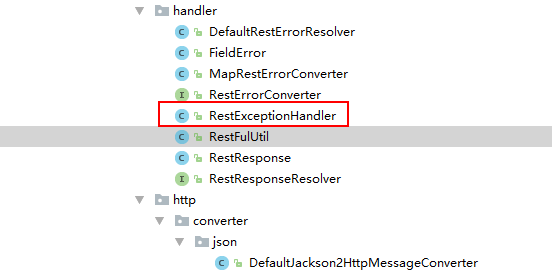 handler
C DefaultRestErrorResolver
C FieldError
C MapRestErrorConverter
I RestErrorConverter
C RestExceptionHandler
C RestFulUtil
C RestResponse
I RestResponseResolver
http
converter
json
C DefaultJackson2HttpMessageConverter